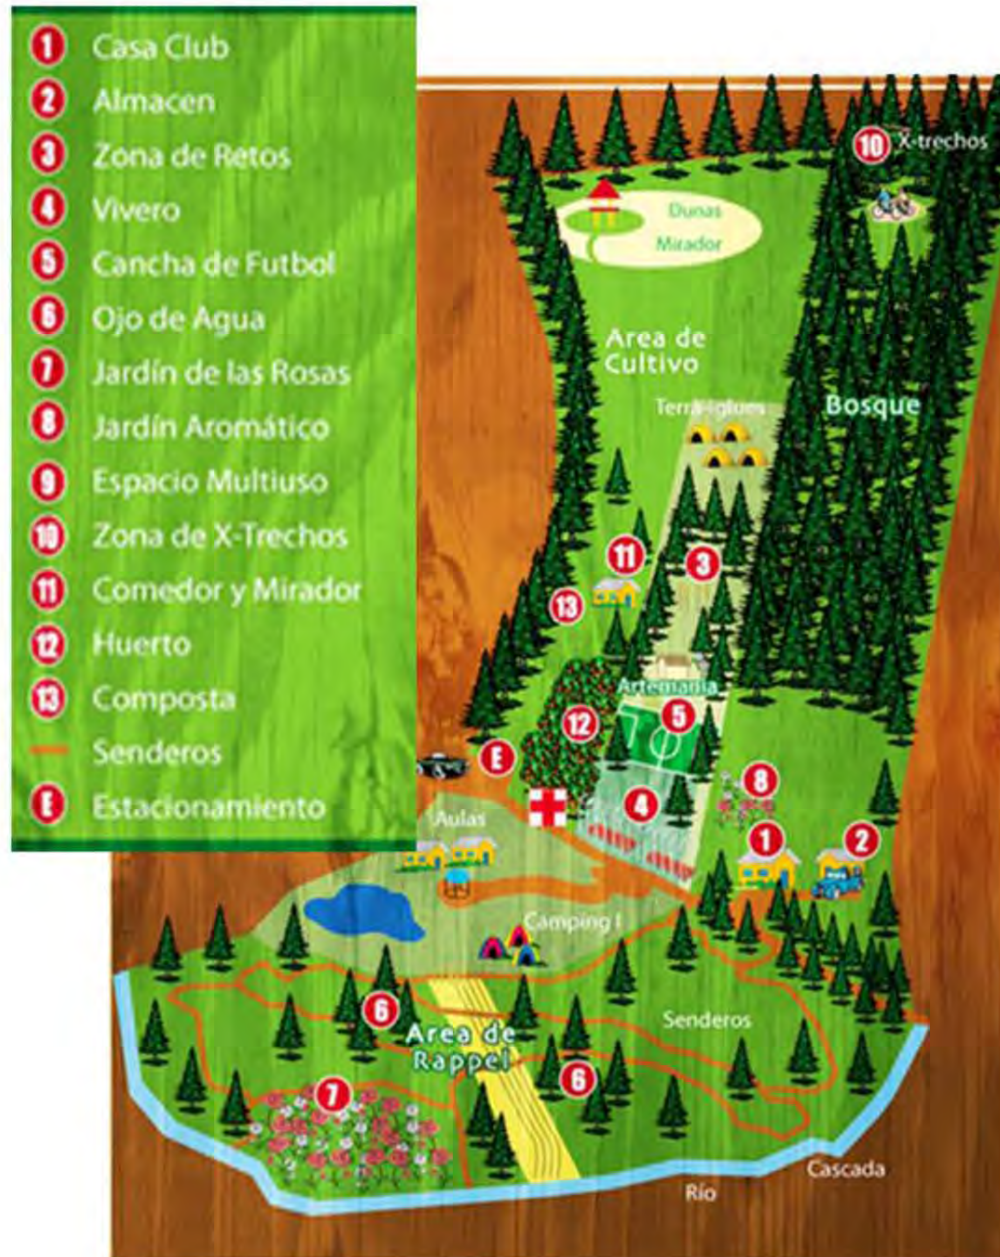 1 Casa Club
2 Almacen
3 Zona de Retos
4 Vivero
5 Cancha de Futbol
6 Ojo de Agua
7 Jardín de las Rosas
8 Jardín Aromático
9 Espacio Multiuso
10 Zona de X-Trechos
11 Comedor y Mirador
12 Huerto
13 Composta
Senderos
E Estacionamiento
10 X-trechos
Dunas
Mirador
Area de
Cultivo
Terra-iglues
Bosque
11
3
13
Artemanía
12
5
E
8
4
Aulas
1
2
Camping I
6
Area de
Rappel
Senderos
6
7
Cascada
Río